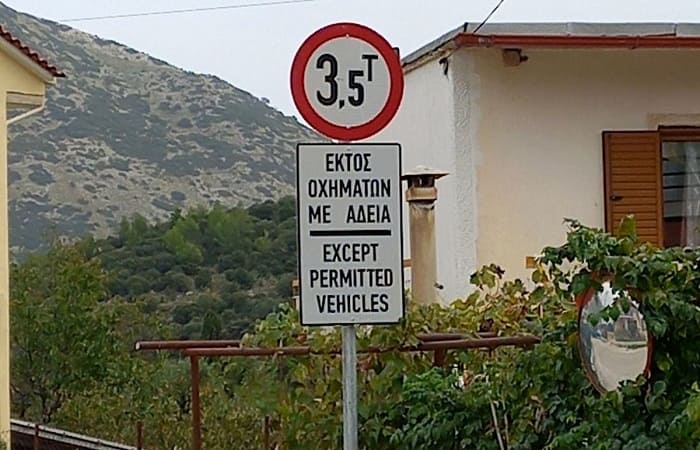 3,5T
ΕΚΤΟΣ
ΟΧΗΜΑΤΩΝ
ΜΕ ΑΔΕΙΑ
EXCEPT
PERMITTED
VEHICLES